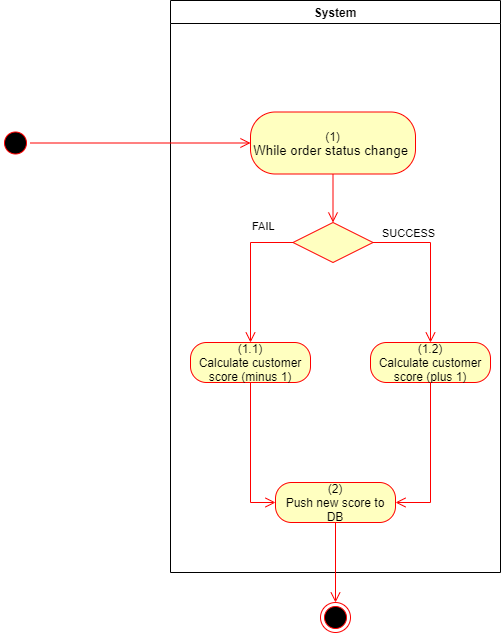 System
(1)
While order status change
FAIL
SUCCESS
(1.1)
Calculate customer
score (minus 1)
(1.2)
Calculate customer
score (plus 1)
(2)
Push new score to
DB